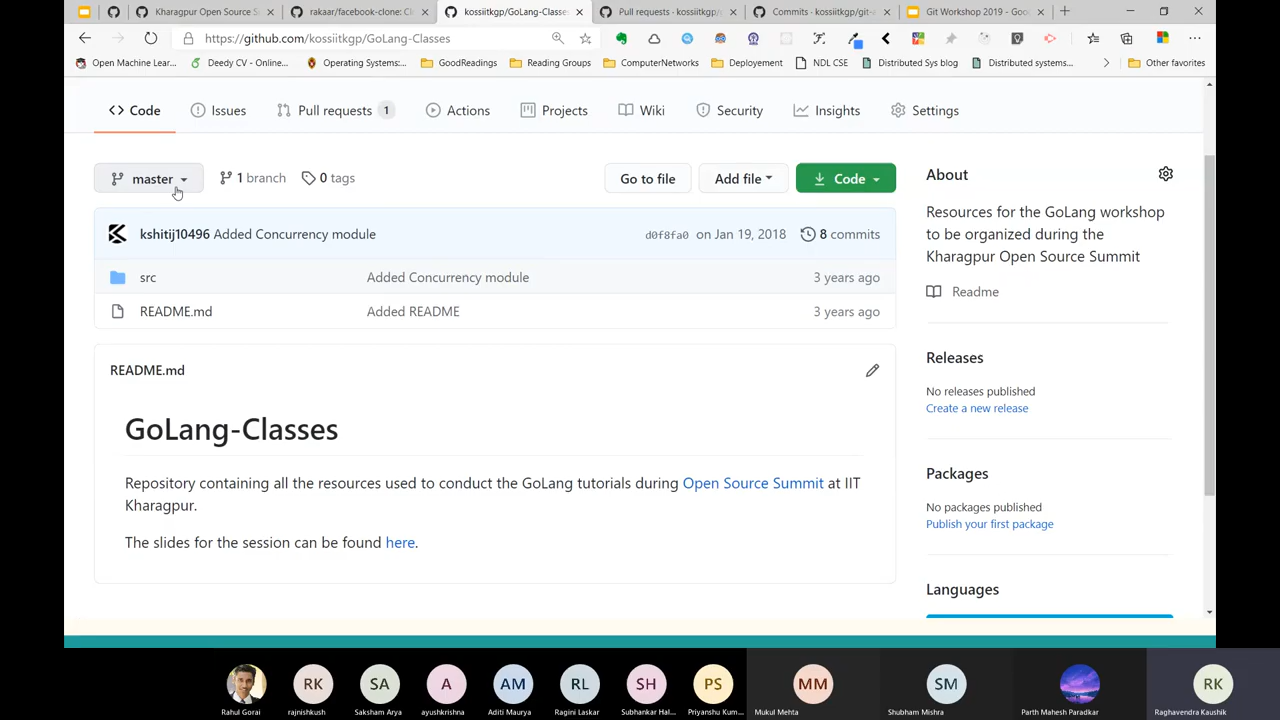 Kharagpur Open Source S
rakaar/facebook-clone: Cl
kossiitkgp/GoLang-Classe
Pull requests · kossiitkgp/
mmits · kossiitkgp/git-
Git Workshop 2019 - Goo
https://github.com/kossiitkgp/GoLang-Classes
Open Machine Lear...
Deedy CV - Online...
Operating Systems:...
GoodReadings
Reading Groups
ComputerNetworks
Deployement
NDL CSE
Distributed Sys blog
Distributed systems...
Other favorites
Code
Issues
Pull requests 1
Actions
Projects
Wiki
Security
Insights
Settings
master
1 branch
0 tags
Go to file
Add file
Code
kshitij10496 Added Concurrency module
d0f8fa0 on Jan 19, 2018
8 commits
src
Added Concurrency module
3 years ago
README.md
Added README
3 years ago
README.md
GoLang-Classes
Repository containing all the resources used to conduct the GoLang tutorials during Open Source Summit at IIT
Kharagpur.
The slides for the session can be found here.
About
Resources for the GoLang workshop
to be organized during the
Kharagpur Open Source Summit
Readme
Releases
No releases published
Create a new release
Packages
No packages published
Publish your first package
Languages
RK
SA
A
AM
RL
SH
PS
MM
SM
RK
Rahul Gorai
rajnishkush
Saksham Arya
ayushkrishna
Aditi Maurya
Ragini Laskar
Subhankar Hal...
Priyanshu Kum...
Mukul Mehta
Shubham Mishra
Parth Mahesh Paradkar
Raghavendra Kaushik